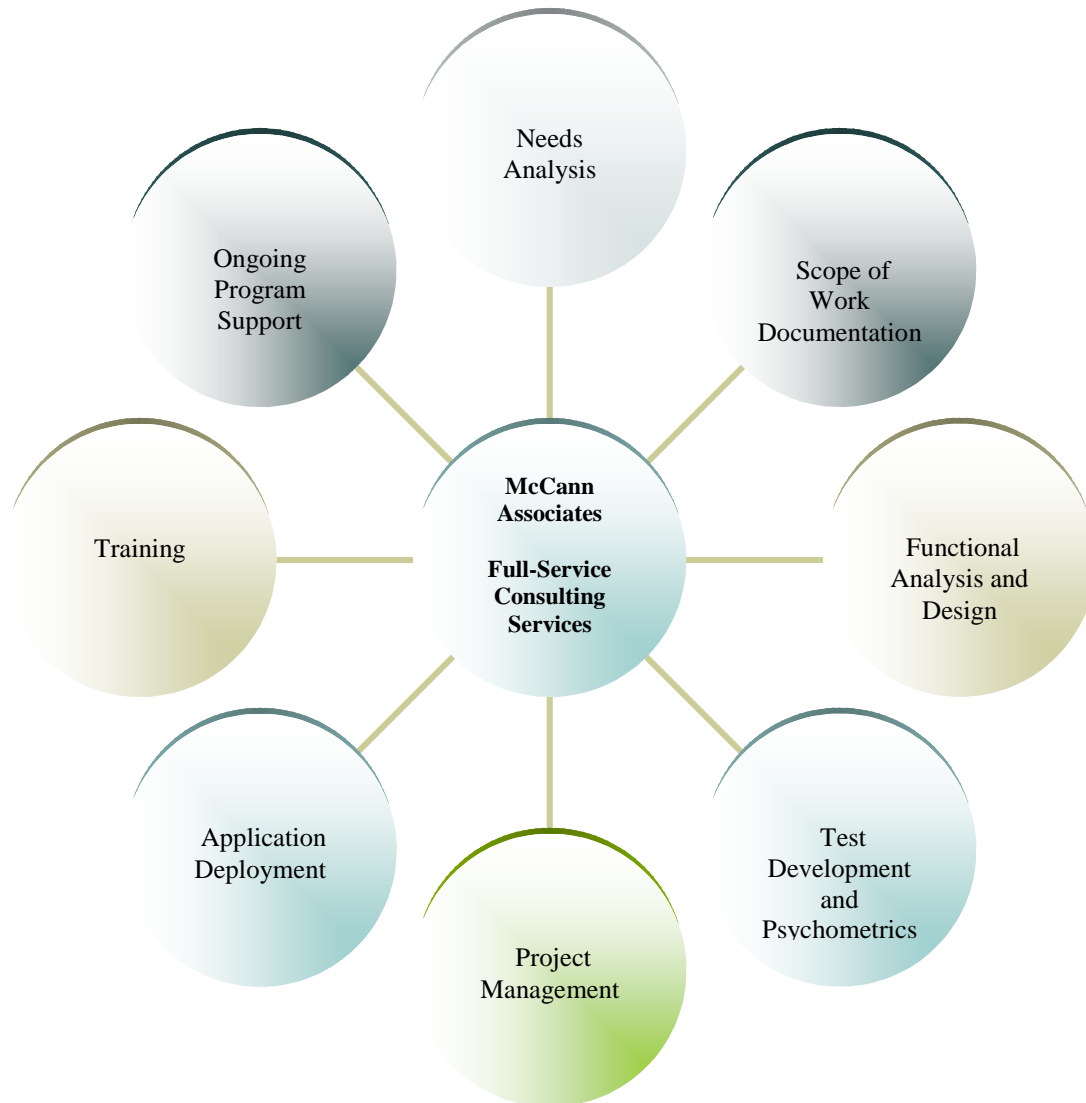 Needs
Analysis
Scope of
Work
Documentation
Functional
Analysis and
Design
Test
Development
and
Psychometrics
Project
Management
Application
Deployment
Training
Ongoing
Program
Support
McCann
Associates
Full-Service
Consulting
Services